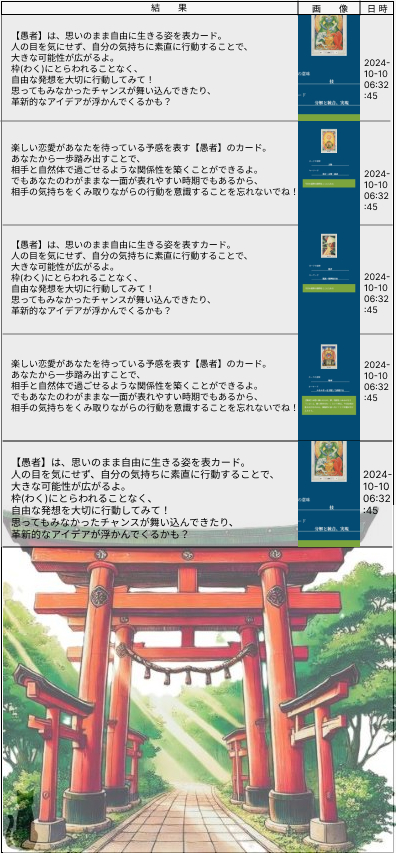 結　果　画　像　日 時
【愚者】は、思いのまま自由に生きる姿を表カード。
人の目を気にせず、自分の気持ちに素直に行動することで、
大きな可能性が広がるよ。
枠(わく)にとらわれることなく、
自由な発想を大切に行動してみて！
思ってもみなかったチャンスが舞い込んできたり、
革新的なアイデアが浮かんでくるかも？
の意味
技
ード
分解と統合、実現
2024-
10-10
06:32
:45
楽しい恋愛があなたを待っている予感を表す【愚者】のカード。
あなたから一歩踏み出すことで、
相手と自然体で過ごせるような関係性を築くことができるよ。
でもあなたのわがままな一面が表れやすい時期でもあるから、
相手の気持ちをくみ取りながらの行動を意識することを忘れないでね！
2024-
10-10
06:32
:45
【愚者】は、思いのまま自由に生きる姿を表すカード。
人の目を気にせず、自分の気持ちに素直に行動することで、
大きな可能性が広がるよ。
枠(わく)にとらわれることなく、
自由な発想を大切に行動してみて！
思ってもみなかったチャンスが舞い込んできたり、
革新的なアイデアが浮かんでくるかも？
2024-
10-10
06:32
:45
楽しい恋愛があなたを待っている予感を表す【愚者】のカード。
あなたから一歩踏み出すことで、
相手と自然体で過ごせるような関係性を築くことができるよ。
でもあなたのわがままな一面が表れやすい時期でもあるから、
相手の気持ちをくみ取りながらの行動を意識することを忘れないでね！
2024-
10-10
06:32
:45
【愚者】は、思いのまま自由に生きる姿を表カード。
人の目を気にせず、自分の気持ちに素直に行動することで、
大きな可能性が広がるよ。
枠(わく)にとらわれることなく、
自由な発想を大切に行動してみて！
思ってもみなかったチャンスが舞い込んできたり、
革新的なアイデアが浮かんでくるかも？
の意味
技
ード
分解と統合、実現
2024-
10-10
06:32
:45